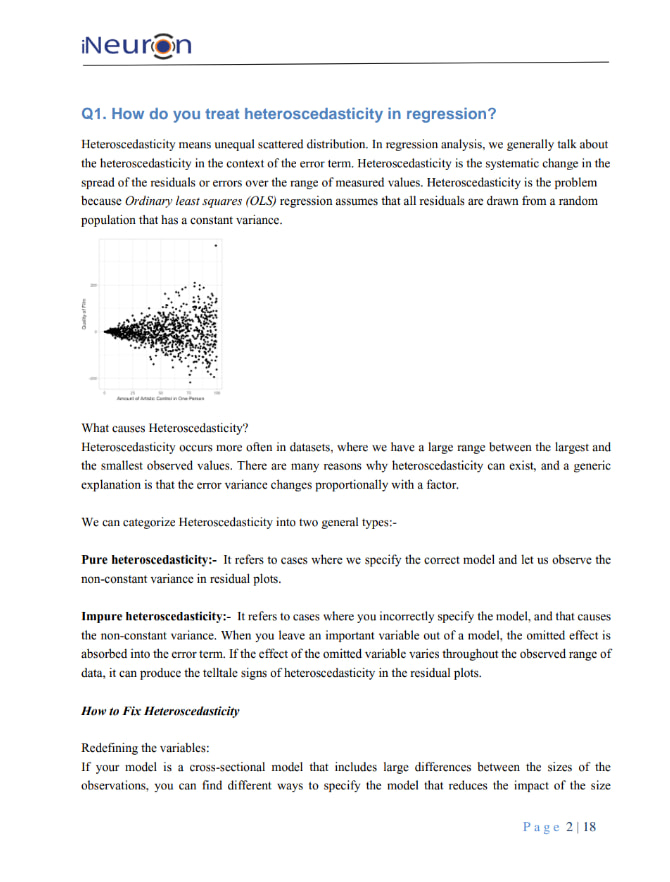 iNeuron
Q1. How do you treat heteroscedasticity in regression?
Heteroscedasticity means unequal scattered distribution. In regression analysis, we generally talk about
the heteroscedasticity in the context of the error term. Heteroscedasticity is the systematic change in the
spread of the residuals or errors over the range of measured values. Heteroscedasticity is the problem
because Ordinary least squares (OLS) regression assumes that all residuals are drawn from a random
population that has a constant variance.
Quality of Film
0
0
25
50
75
100
Amount of Artistic Control in One Person
What causes Heteroscedasticity?
Heteroscedasticity occurs more often in datasets, where we have a large range between the largest and
the smallest observed values. There are many reasons why heteroscedasticity can exist, and a generic
explanation is that the error variance changes proportionally with a factor.
We can categorize Heteroscedasticity into two general types:-
Pure heteroscedasticity:- It refers to cases where we specify the correct model and let us observe the
non-constant variance in residual plots.
Impure heteroscedasticity:- It refers to cases where you incorrectly specify the model, and that causes
the non-constant variance. When you leave an important variable out of a model, the omitted effect is
absorbed into the error term. If the effect of the omitted variable varies throughout the observed range of
data, it can produce the telltale signs of heteroscedasticity in the residual plots.
How to Fix Heteroscedasticity
Redefining the variables:
If your model is a cross-sectional model that includes large differences between the sizes of the
observations, you can find different ways to specify the model that reduces the impact of the size
Page 2 | 18